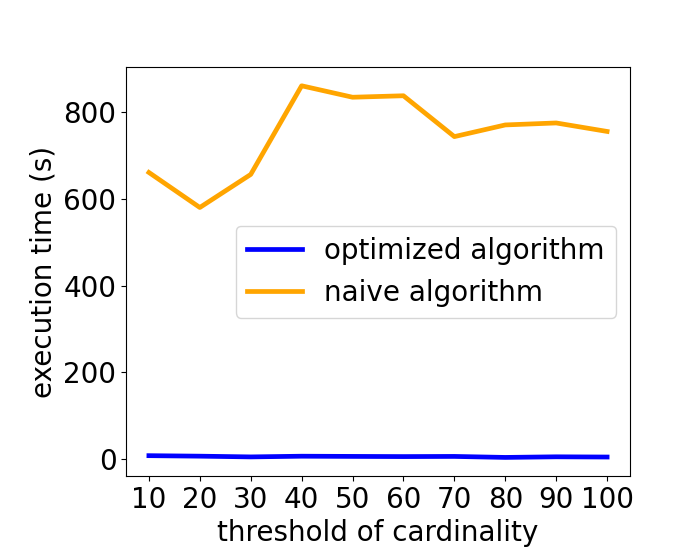 800
600
400
200
0
execution time (s)
optimized algorithm
naive algorithm
10 20 30 40 50 60 70 80 90 100
threshold of cardinality